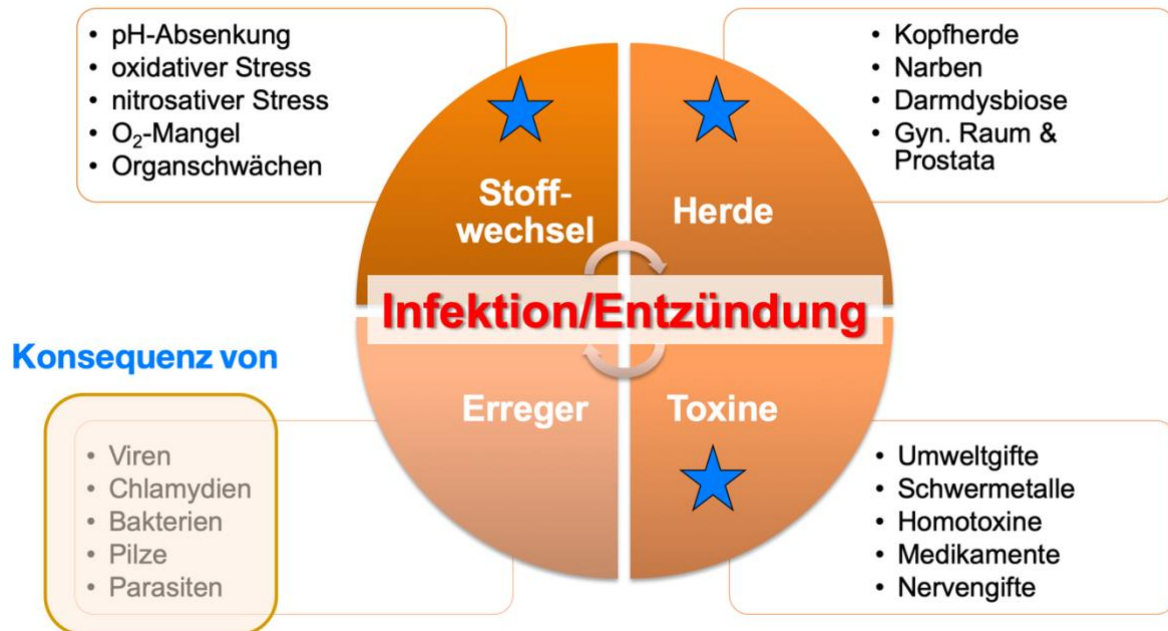 • pH-Absenkung
• oxidativer Stress
• nitrosativer Stress
• O₂-Mangel
• Organschwächen
• Kopfherde
• Narben
• Darmdysbiose
• Gyn. Raum &
Prostata
Stoff-
wechsel
Herde
Infektion/Entzündung
Konsequenz von
Erreger
Toxine
• Viren
• Chlamydien
• Bakterien
• Pilze
• Parasiten
• Umweltgifte
• Schwermetalle
• Homotoxine
• Medikamente
• Nervengifte